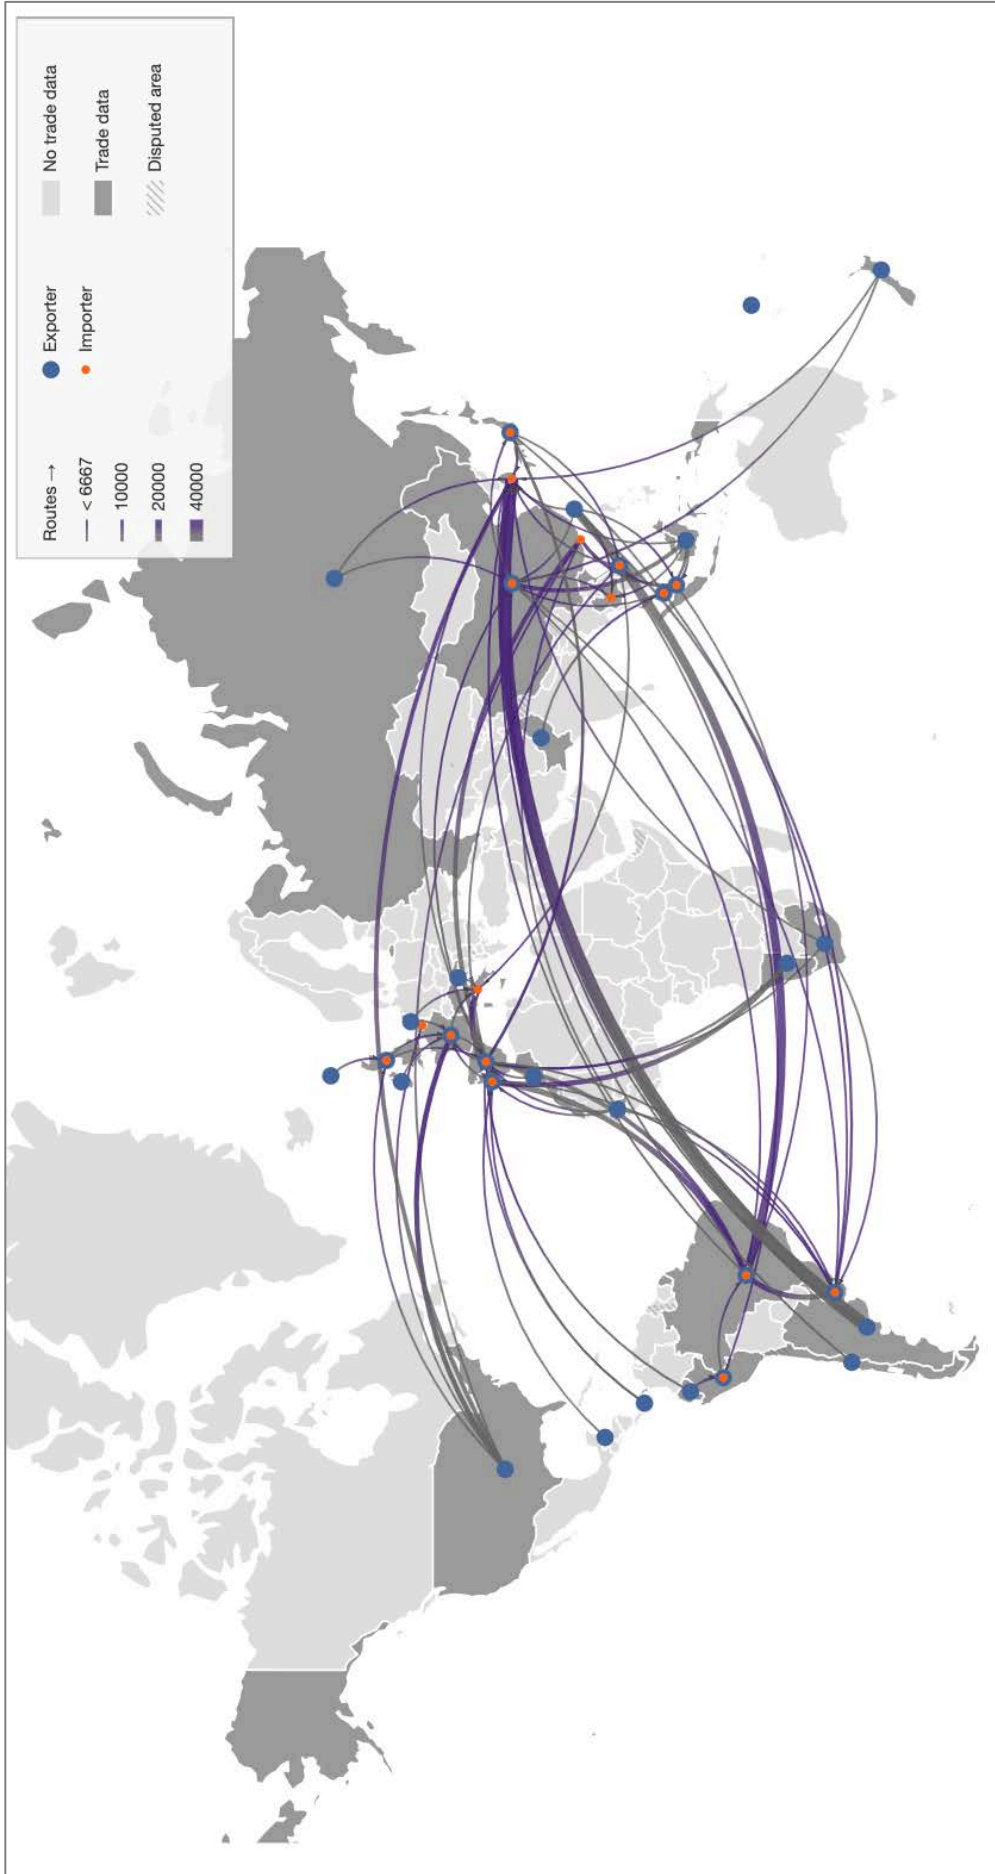 Routes →
< 6667
10000
20000
40000
Exporter
Importer
No trade data
Trade data
Disputed area